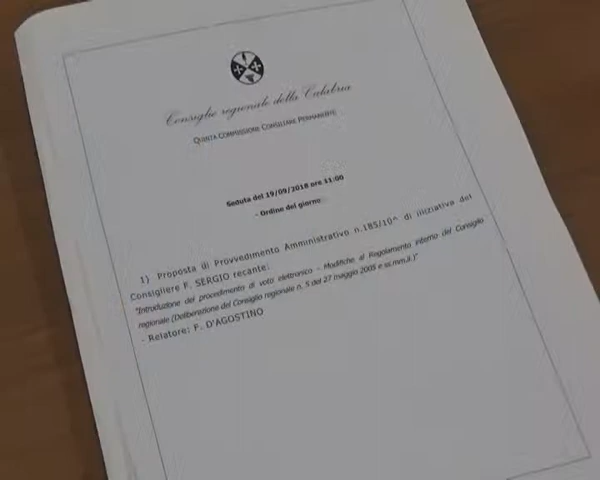 Consiglio regionale della Calabria
Quinta Commissione Consiliare Permanente
Seduta del 19/09/2018 ore 11:00
- Ordine del giorno
1) Proposta di Provvedimento Amministrativo n.185/10^ di iniziativa del
Consigliere F. SERGIO recante:
"Introduzione del procedimento di voto elettronico - Modifiche al Regolamento interno del Consiglio
regionale (Deliberazione del Consiglio regionale n. 5 del 27 maggio 2005 e ss.mm.ii.)"
- Relatore: F. D'AGOSTINO